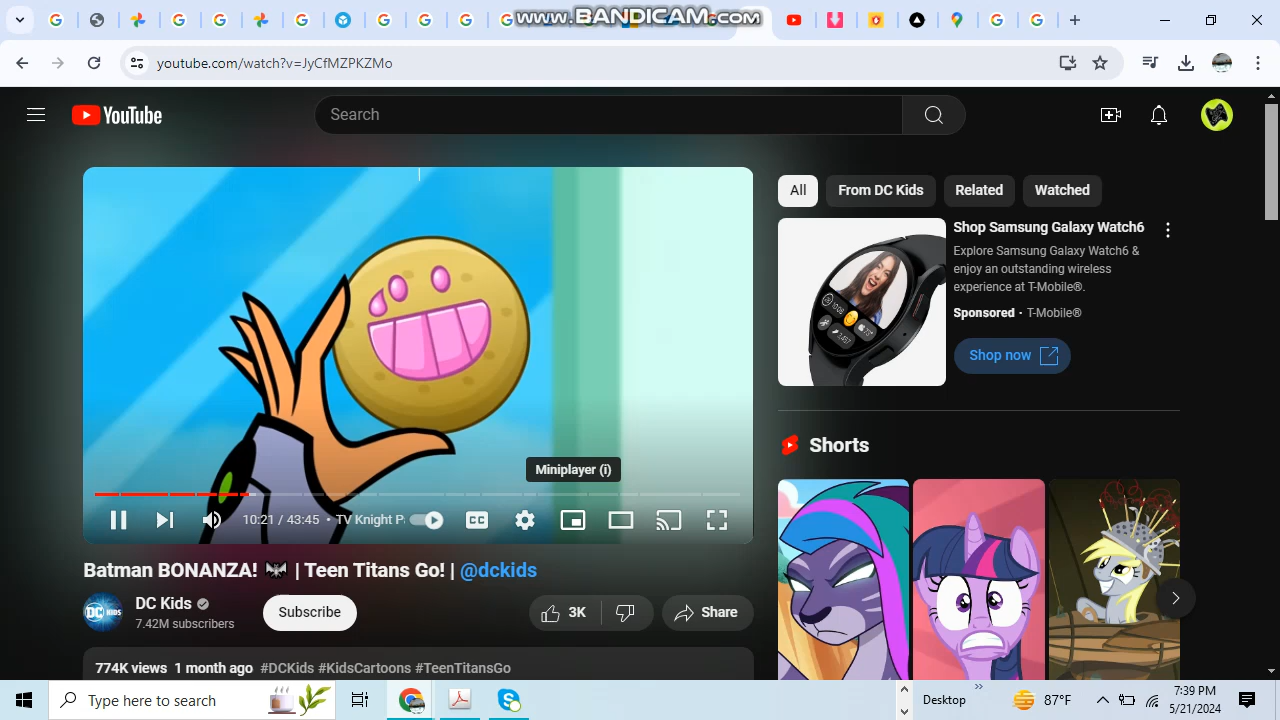 www.BANDICAM.com
youtube.com/watch?v=JyCfMZPKZMo
YouTube
Search
All
From DC Kids
Related
Watched
Shop Samsung Galaxy Watch6
Explore Samsung Galaxy Watch6 &
enjoy an outstanding wireless
experience at T-Mobile®.
Sponsored • T-Mobile®
Shop now
Shorts
Miniplayer (i)
10:21 / 43:45 • TV Knight
CC
Batman BONANZA! | Teen Titans Go! | @dckids
DC KIDS
DC Kids
7.42M subscribers
Subscribe
3K
Share
774K views 1 month ago #DCKids #KidsCartoons #TeenTitansGo
Type here to search
Desktop
87°F
7:39 PM
5/21/2024